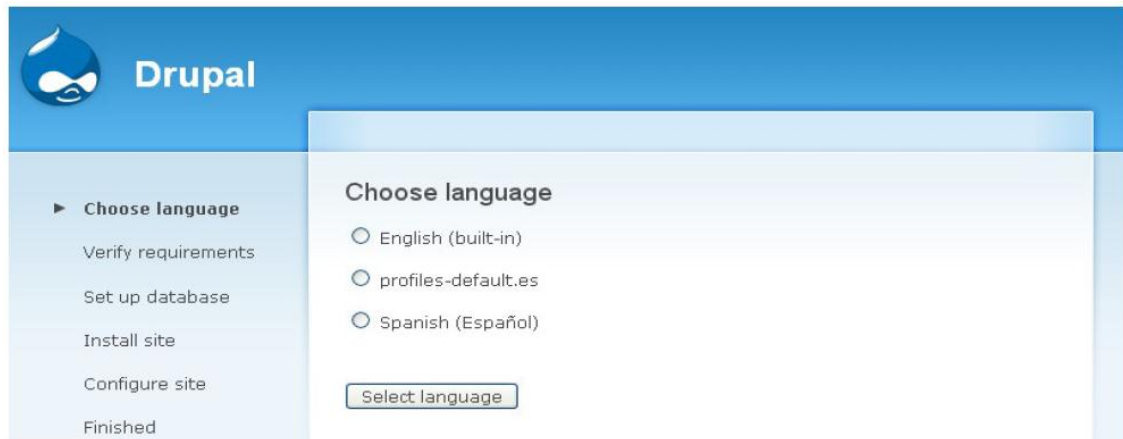 Drupal
Choose language
Verify requirements
Set up database
Install site
Configure site
Finished
Choose language
English (built-in)
profiles-default.es
Spanish (Español)
Select language